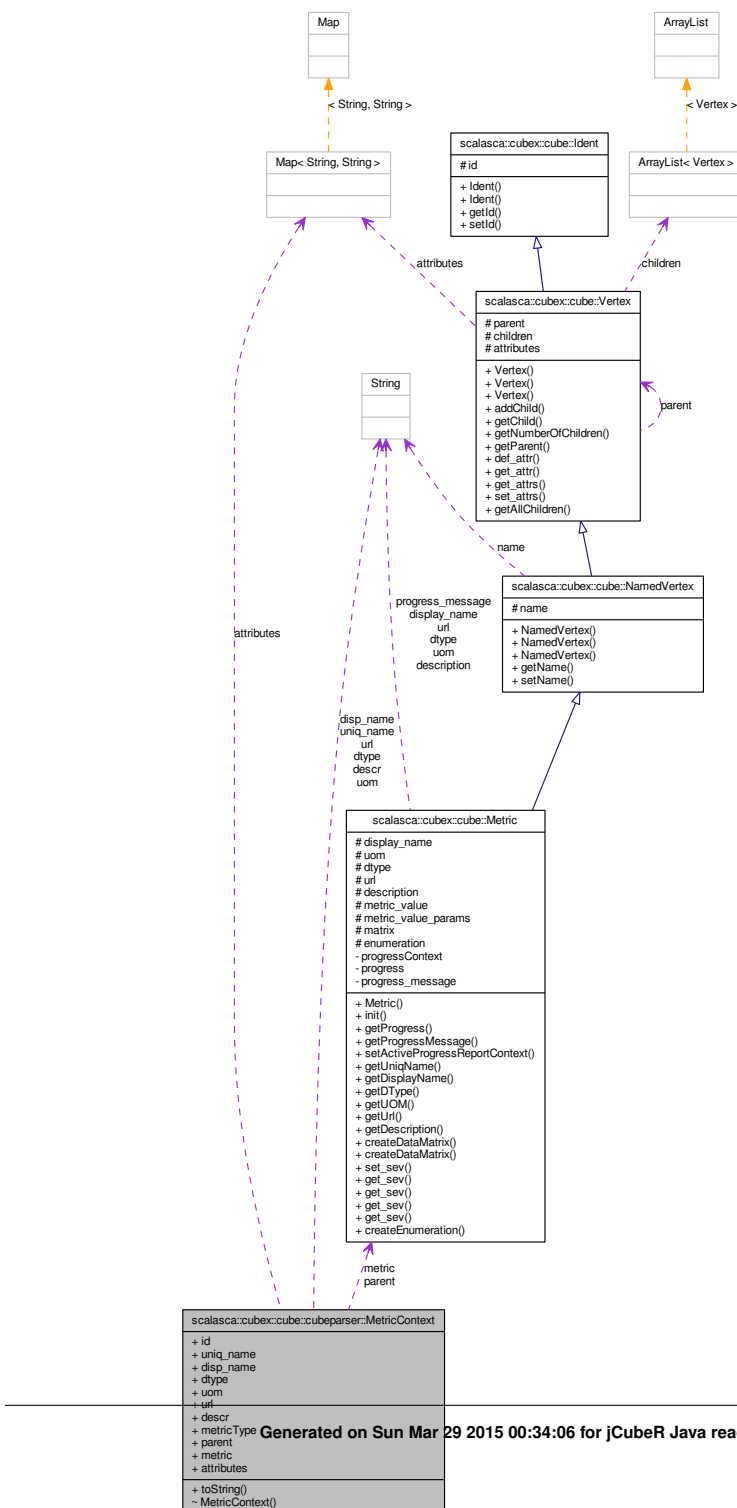 Map
ArrayList
< String, String >
< Vertex >
scalasca::cubex::cube::Ident
# id
+ Ident()
+ Ident()
+ getId()
+ setId()
Map< String, String >
ArrayList< Vertex >
attributes
children
scalasca::cubex::cube::Vertex
# parent
# children
# attributes
+ Vertex()
+ Vertex()
+ Vertex()
+ addChild()
+ getChild()
+ getNumberOfChildren()
+ getParent()
+ def_attr()
+ get_attr()
+ get_attrs()
+ set_attrs()
+ getAllChildren()
parent
String
name
scalasca::cubex::cube::NamedVertex
# name
+ NamedVertex()
+ NamedVertex()
+ NamedVertex()
+ getName()
+ setName()
progress_message
display_name
url
dtype
uom
description
attributes
disp_name
uniq_name
url
dtype
descr
uom
scalasca::cubex::cube::Metric
# display_name
# uom
# dtype
# url
# description
# metric_value
# metric_value_params
# matrix
# enumeration
- progressContext
- progress
- progress_message
+ Metric()
+ init()
+ getProgress()
+ getProgressMessage()
+ setActiveProgressReportContext()
+ getUniqName()
+ getDisplayName()
+ getDType()
+ getUOM()
+ getUrl()
+ getDescription()
+ createDataMatrix()
+ createDataMatrix()
+ set_sev()
+ get_sev()
+ get_sev()
+ get_sev()
+ get_sev()
+ createEnumeration()
metric
parent
scalasca::cubex::cube::cubeparser::MetricContext
+ id
+ uniq_name
+ disp_name
+ dtype
+ uom
+ url
+ descr
+ metricType
+ parent
+ metric
+ attributes
+ toString()
~ MetricContext()
Generated on Sun Mar 29 2015 00:34:06 for jCubeR Java rea